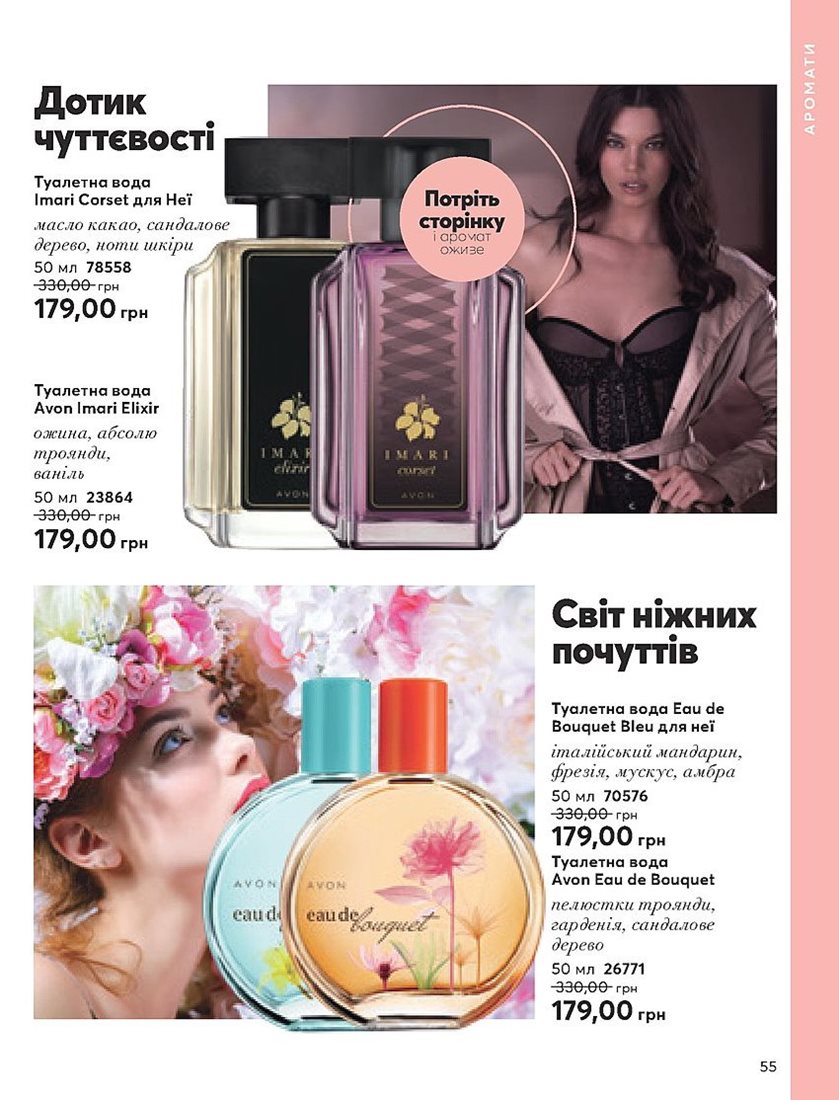 АРОМАТИ
Дотик
чуттєвості
Туалетна вода
Imari Corset для Неї
масло какао, сандалове
дерево, ноти шкіри
50 мл 78558
330,00 грн
179,00 грн
Потріть
сторінку
і аромат
оживе
Туалетна вода
Avon Imari Elixir
ожина, абсолю
троянди,
ваніль
50 мл 23864
330,00 грн
179,00 грн
IMARI
elixir
AVON
IMARI
corset
AVON
Світ ніжних
почуттів
Туалетна вода Eau de
Bouquet Bleu для неї
італійський мандарин,
фрезія, мускус, амбра
50 мл 70576
330,00 грн
179,00 грн
Туалетна вода
Avon Eau de Bouquet
пелюстки троянди,
гарденія, сандалове
дерево
50 мл 26771
330,00 грн
179,00 грн
AVON
eau de
AVON
eau de bouquet
55